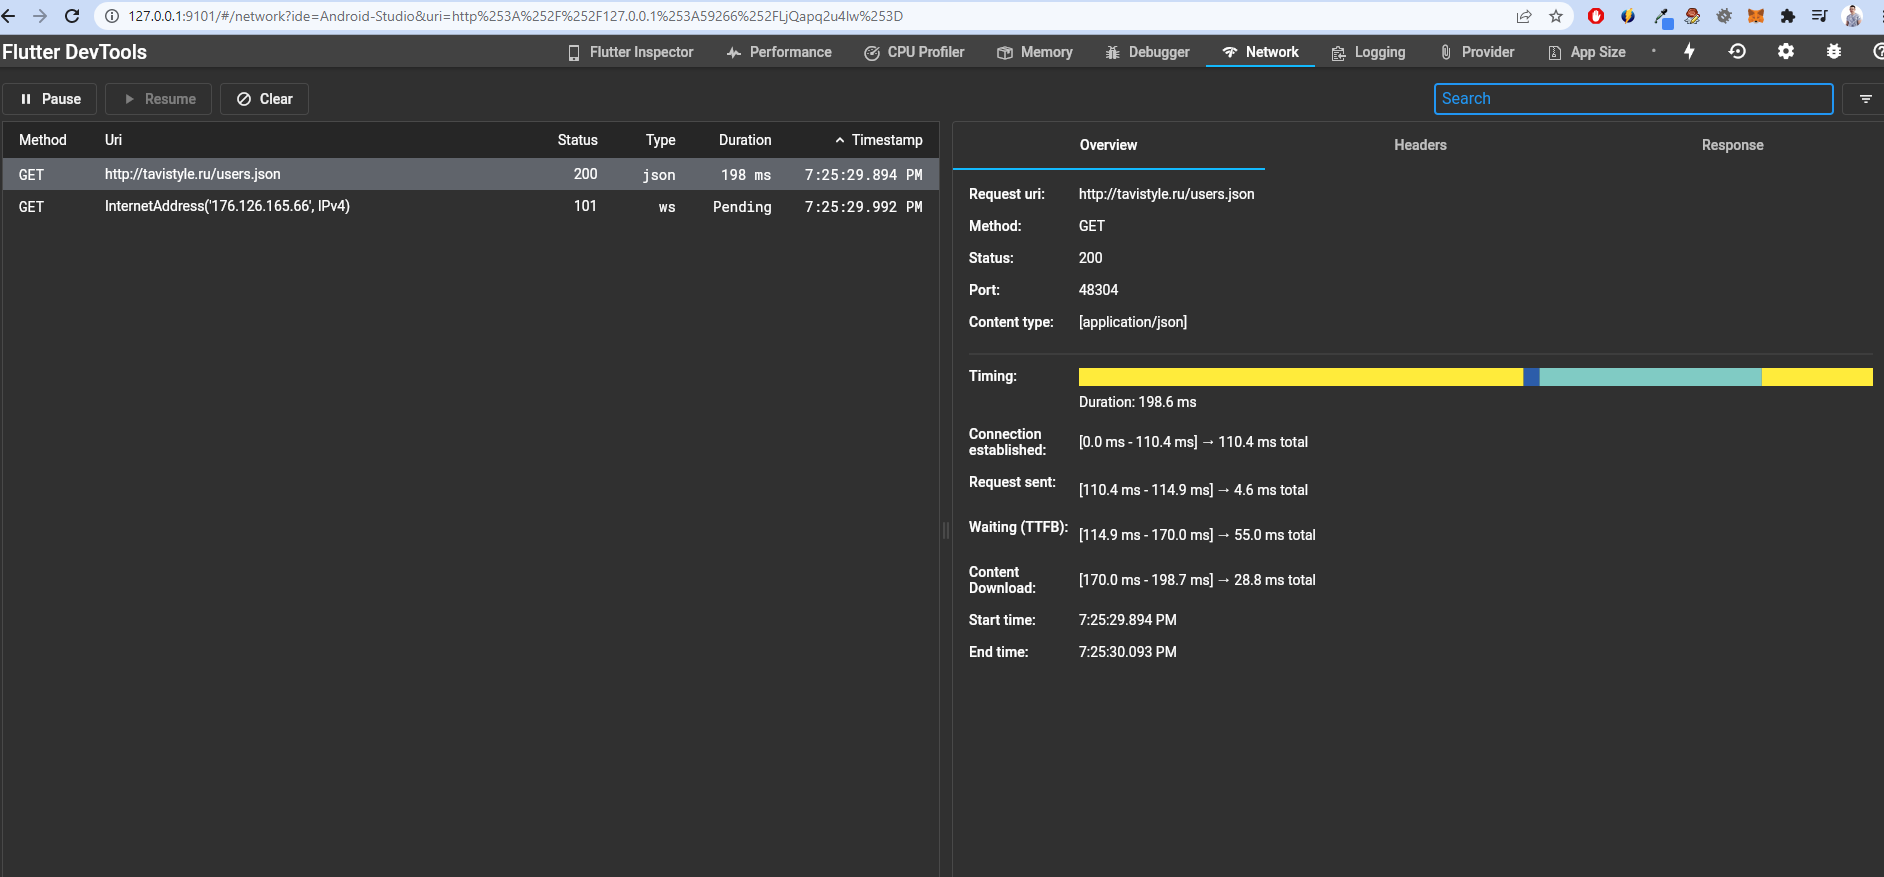 127.0.0.1:9101/#/network?ide=Android-Studio&uri=http%253A%252F%252F127.0.0.1%253A59266%252FLjQapq2u4lw%253D
Flutter DevTools
Flutter Inspector
Performance
CPU Profiler
Memory
Debugger
Network
Logging
Provider
App Size
Pause
Resume
Clear
Search
Method Uri Status Type Duration Timestamp
GET http://tavistyle.ru/users.json 200 json 198 ms 7:25:29.894 PM
GET InternetAddress('176.126.165.66', IPv4) 101 ws Pending 7:25:29.992 PM
Overview Headers Response
Request uri: http://tavistyle.ru/users.json
Method: GET
Status: 200
Port: 48304
Content type: [application/json]
Timing:
Duration: 198.6 ms
Connection
established: [0.0 ms - 110.4 ms] → 110.4 ms total
Request sent: [110.4 ms - 114.9 ms] → 4.6 ms total
Waiting (TTFB): [114.9 ms - 170.0 ms] → 55.0 ms total
Content
Download: [170.0 ms - 198.7 ms] → 28.8 ms total
Start time: 7:25:29.894 PM
End time: 7:25:30.093 PM